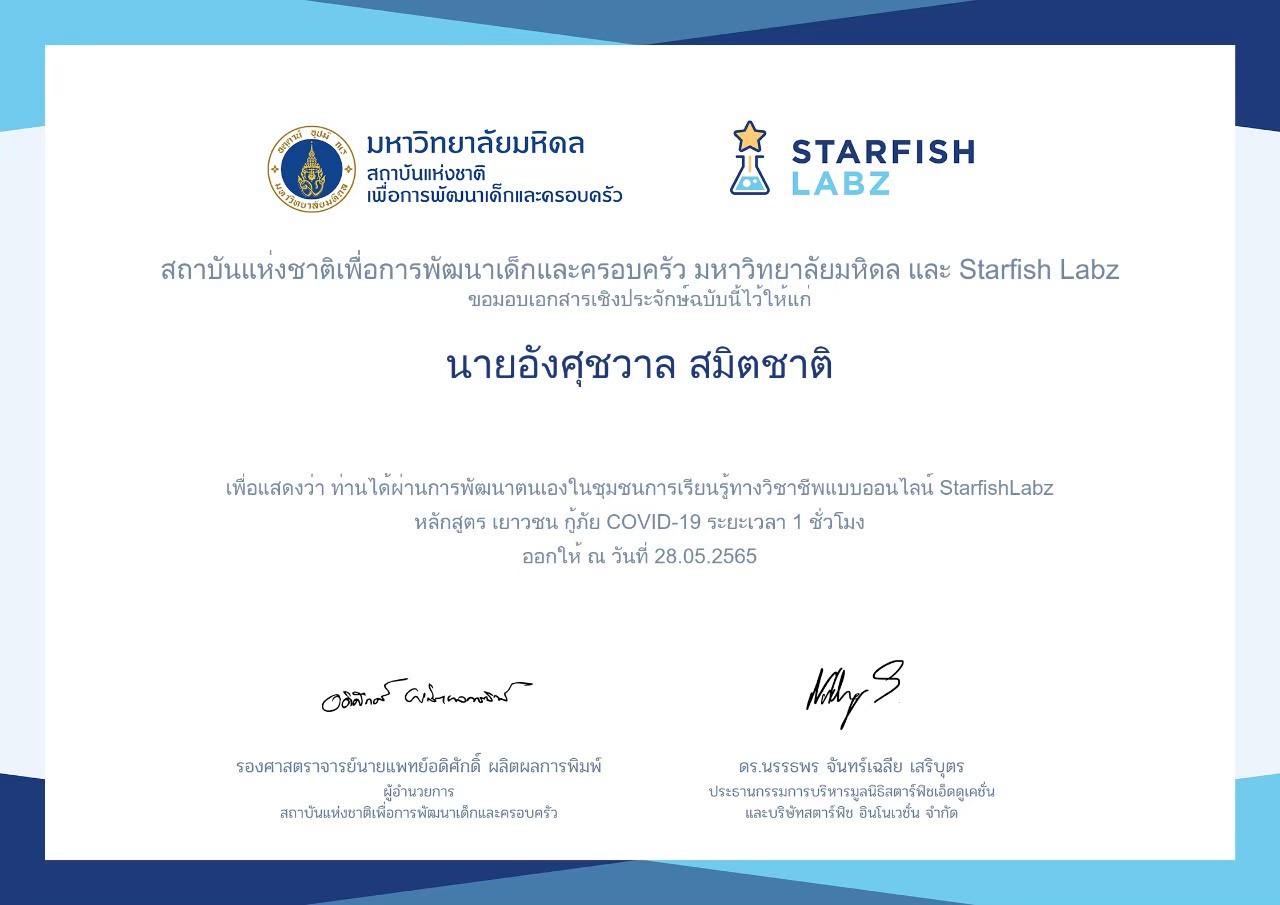 มหาวิทยาลัยมหิดล
สถาบันแห่งชาติ
เพื่อการพัฒนาเด็กและครอบครัว
อตฺตานํ อุปมํ กเร
มหาวิทยาลัยมหิดล
STARFISH
LABZ
สถาบันแห่งชาติเพื่อการพัฒนาเด็กและครอบครัว มหาวิทยาลัยมหิดล และ Starfish Labz
ขอมอบเอกสารเชิงประจักษ์ฉบับนี้ไว้ให้แก่
นายอังศุชวาล สมิตชาติ
เพื่อแสดงว่า ท่านได้ผ่านการพัฒนาตนเองในชุมชนการเรียนรู้ทางวิชาชีพแบบออนไลน์ StarfishLabz
หลักสูตร เยาวชน กู้ภัย COVID-19 ระยะเวลา 1 ชั่วโมง
ออกให้ ณ วันที่ 28.05.2565
รองศาสตราจารย์นายแพทย์อดิศักดิ์ ผลิตผลการพิมพ์
ผู้อำนวยการ
สถาบันแห่งชาติเพื่อการพัฒนาเด็กและครอบครัว
ดร.นรรธพร จันทร์เฉลี่ย เสริบุตร
ประธานกรรมการบริหารมูลนิธิสตาร์ฟิชเอ็ดดูเคชั่น
และบริษัทสตาร์ฟิช อินโนเวชั่น จำกัด